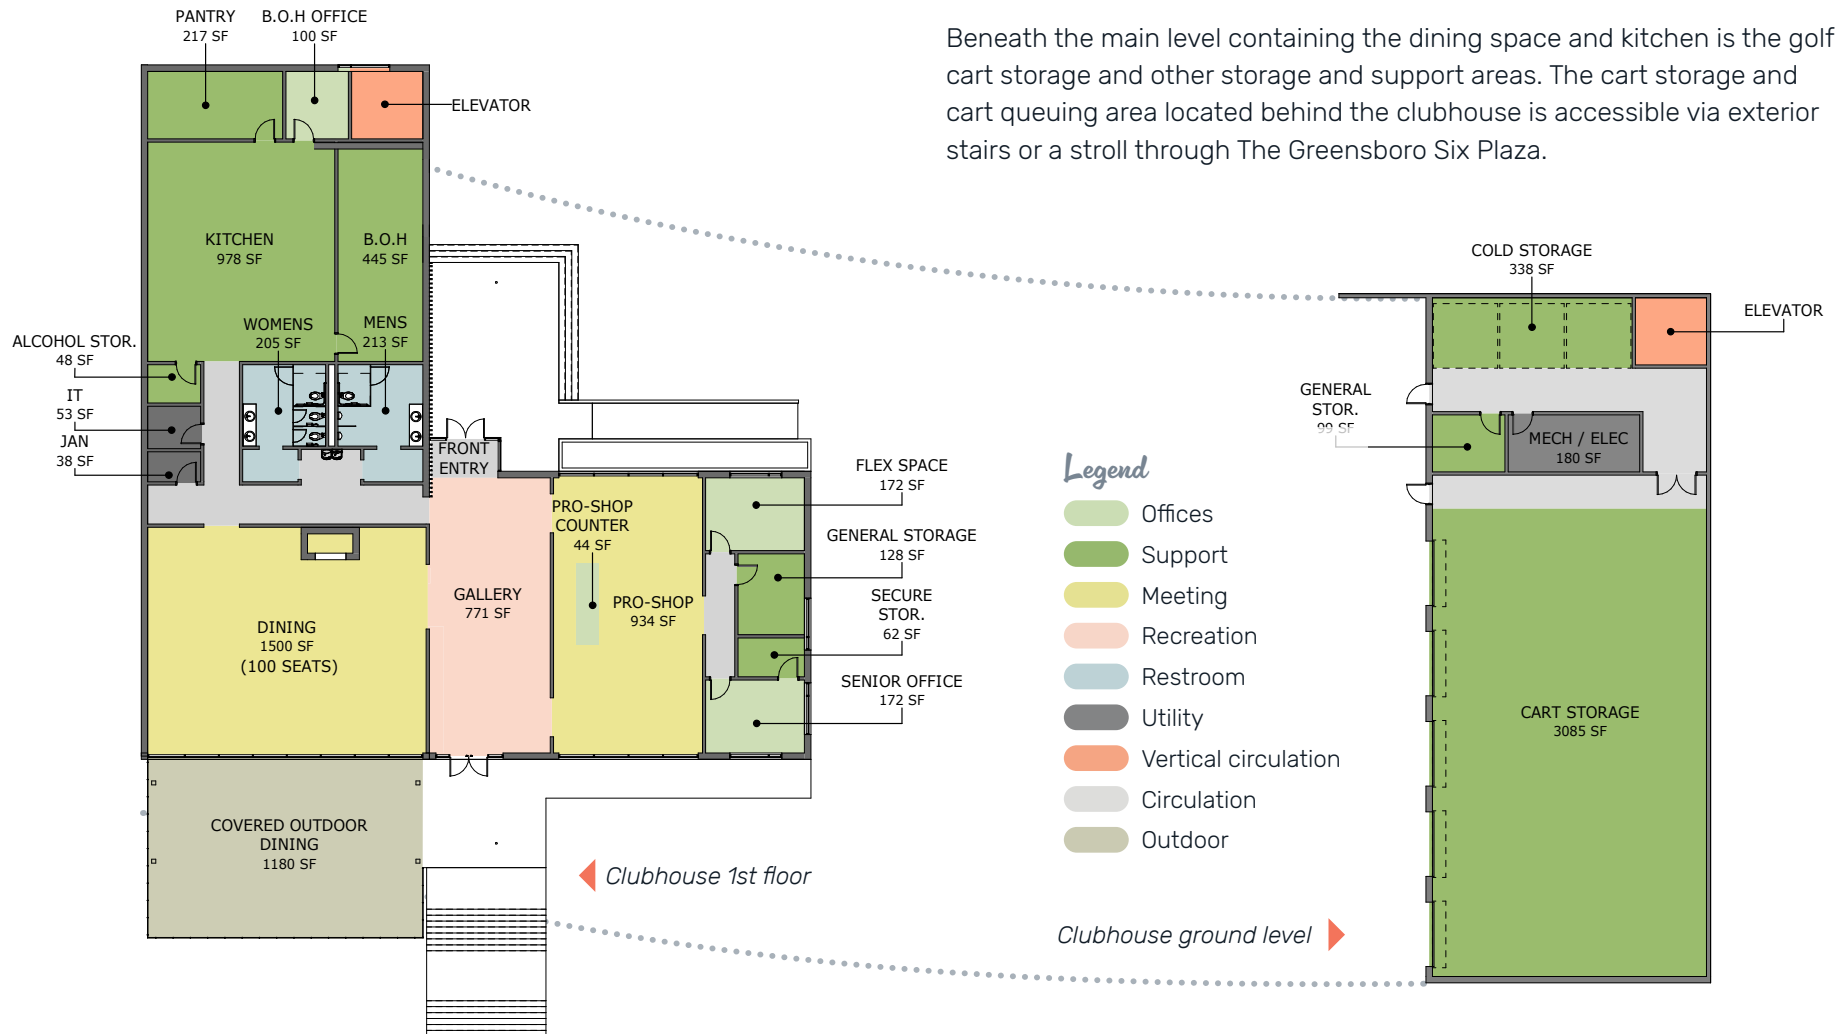 PANTRY
217 SF
B.O.H OFFICE
100 SF
ELEVATOR
Beneath the main level containing the dining space and kitchen is the golf
cart storage and other storage and support areas. The cart storage and
cart queuing area located behind the clubhouse is accessible via exterior
stairs or a stroll through The Greensboro Six Plaza.
KITCHEN
978 SF
B.O.H
445 SF
WOMENS
205 SF
MENS
213 SF
ALCOHOL STOR.
48 SF
IT
53 SF
JAN
38 SF
FRONT
ENTRY
PRO-SHOP
COUNTER
44 SF
FLEX SPACE
172 SF
GENERAL STORAGE
128 SF
SECURE
STOR.
62 SF
SENIOR OFFICE
172 SF
GALLERY
771 SF
PRO-SHOP
934 SF
DINING
1500 SF
(100 SEATS)
COVERED OUTDOOR
DINING
1180 SF
Clubhouse 1st floor
Legend
Offices
Support
Meeting
Recreation
Restroom
Utility
Vertical circulation
Circulation
Outdoor
Clubhouse ground level
COLD STORAGE
338 SF
ELEVATOR
GENERAL
STOR.
99 SF
MECH / ELEC
180 SF
CART STORAGE
3085 SF